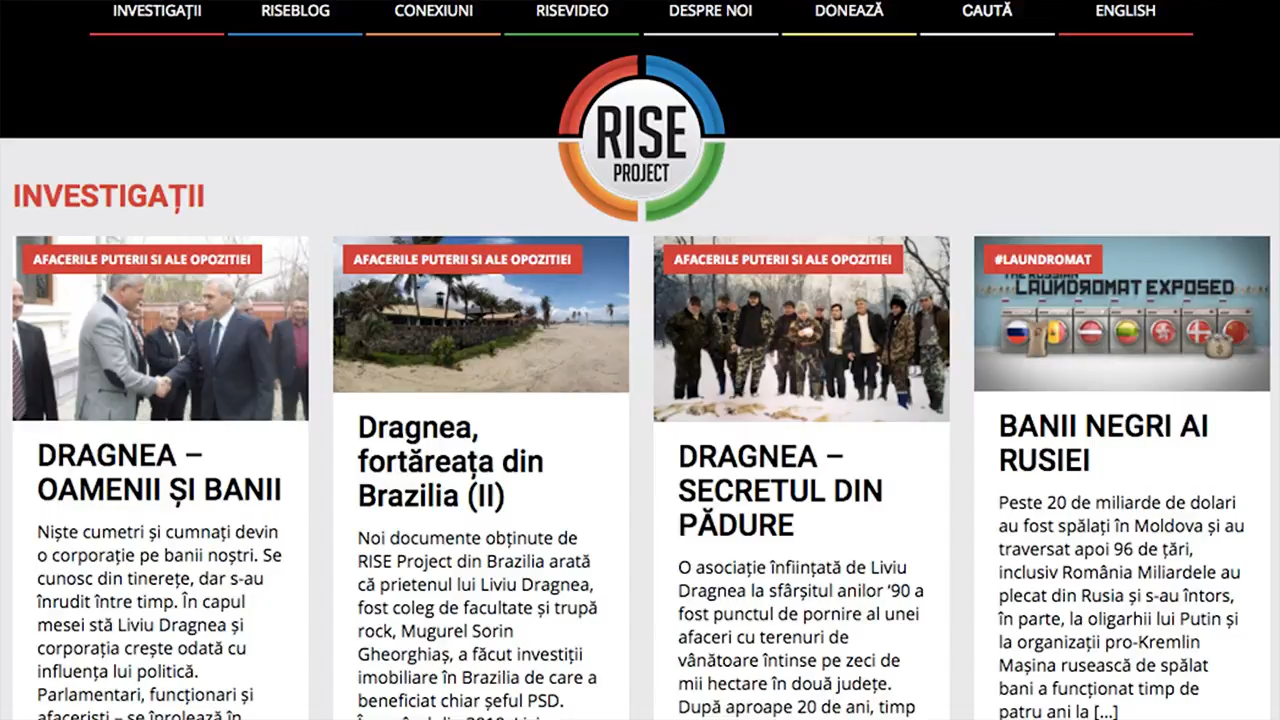 INVESTIGAȚII RISEBLOG CONEXIUNI RISEVIDEO DESPRE NOI DONEAZĂ CAUTĂ ENGLISH
RISE
PROJECT
INVESTIGAȚII
AFACERILE PUTERII SI ALE OPOZITIEI
DRAGNEA –
OAMENII ȘI BANII
Niște cumetri și cumnați devin
o corporație pe banii noștri. Se
cunosc din tinerețe, dar s-au
înrudit între timp. În capul
mesei stă Liviu Dragnea și
corporația crește odată cu
influența lui politică.
Parlamentari, funcționari și
afaceriști – se înrolează în
AFACERILE PUTERII SI ALE OPOZITIEI
Dragnea,
fortăreața din
Brazilia (II)
Noi documente obținute de
RISE Project din Brazilia arată
că prietenul lui Liviu Dragnea,
fost coleg de facultate și trupă
rock, Mugurel Sorin
Gheorghiaș, a făcut investiții
imobiliare în Brazilia de care a
beneficiat chiar șeful PSD.
AFACERILE PUTERII SI ALE OPOZITIEI
DRAGNEA –
SECRETUL DIN
PĂDURE
O asociație înființată de Liviu
Dragnea la sfârșitul anilor ‘90 a
fost punctul de pornire al unei
afaceri cu terenuri de
vânătoare întinse pe zeci de
mii hectare în două județe.
După aproape 20 de ani, timp
#LAUNDROMAT
THE RUSSIAN
LAUNDROMAT EXPOSED
BANII NEGRI AI
RUSIEI
Peste 20 de miliarde de dolari
au fost spălați în Moldova și au
traversat apoi 96 de țări,
inclusiv România Miliardele au
plecat din Rusia și s-au întors,
în parte, la oligarhii lui Putin și
la organizații pro-Kremlin
Mașina rusească de spălat
bani a funcționat timp de
patru ani la [...]